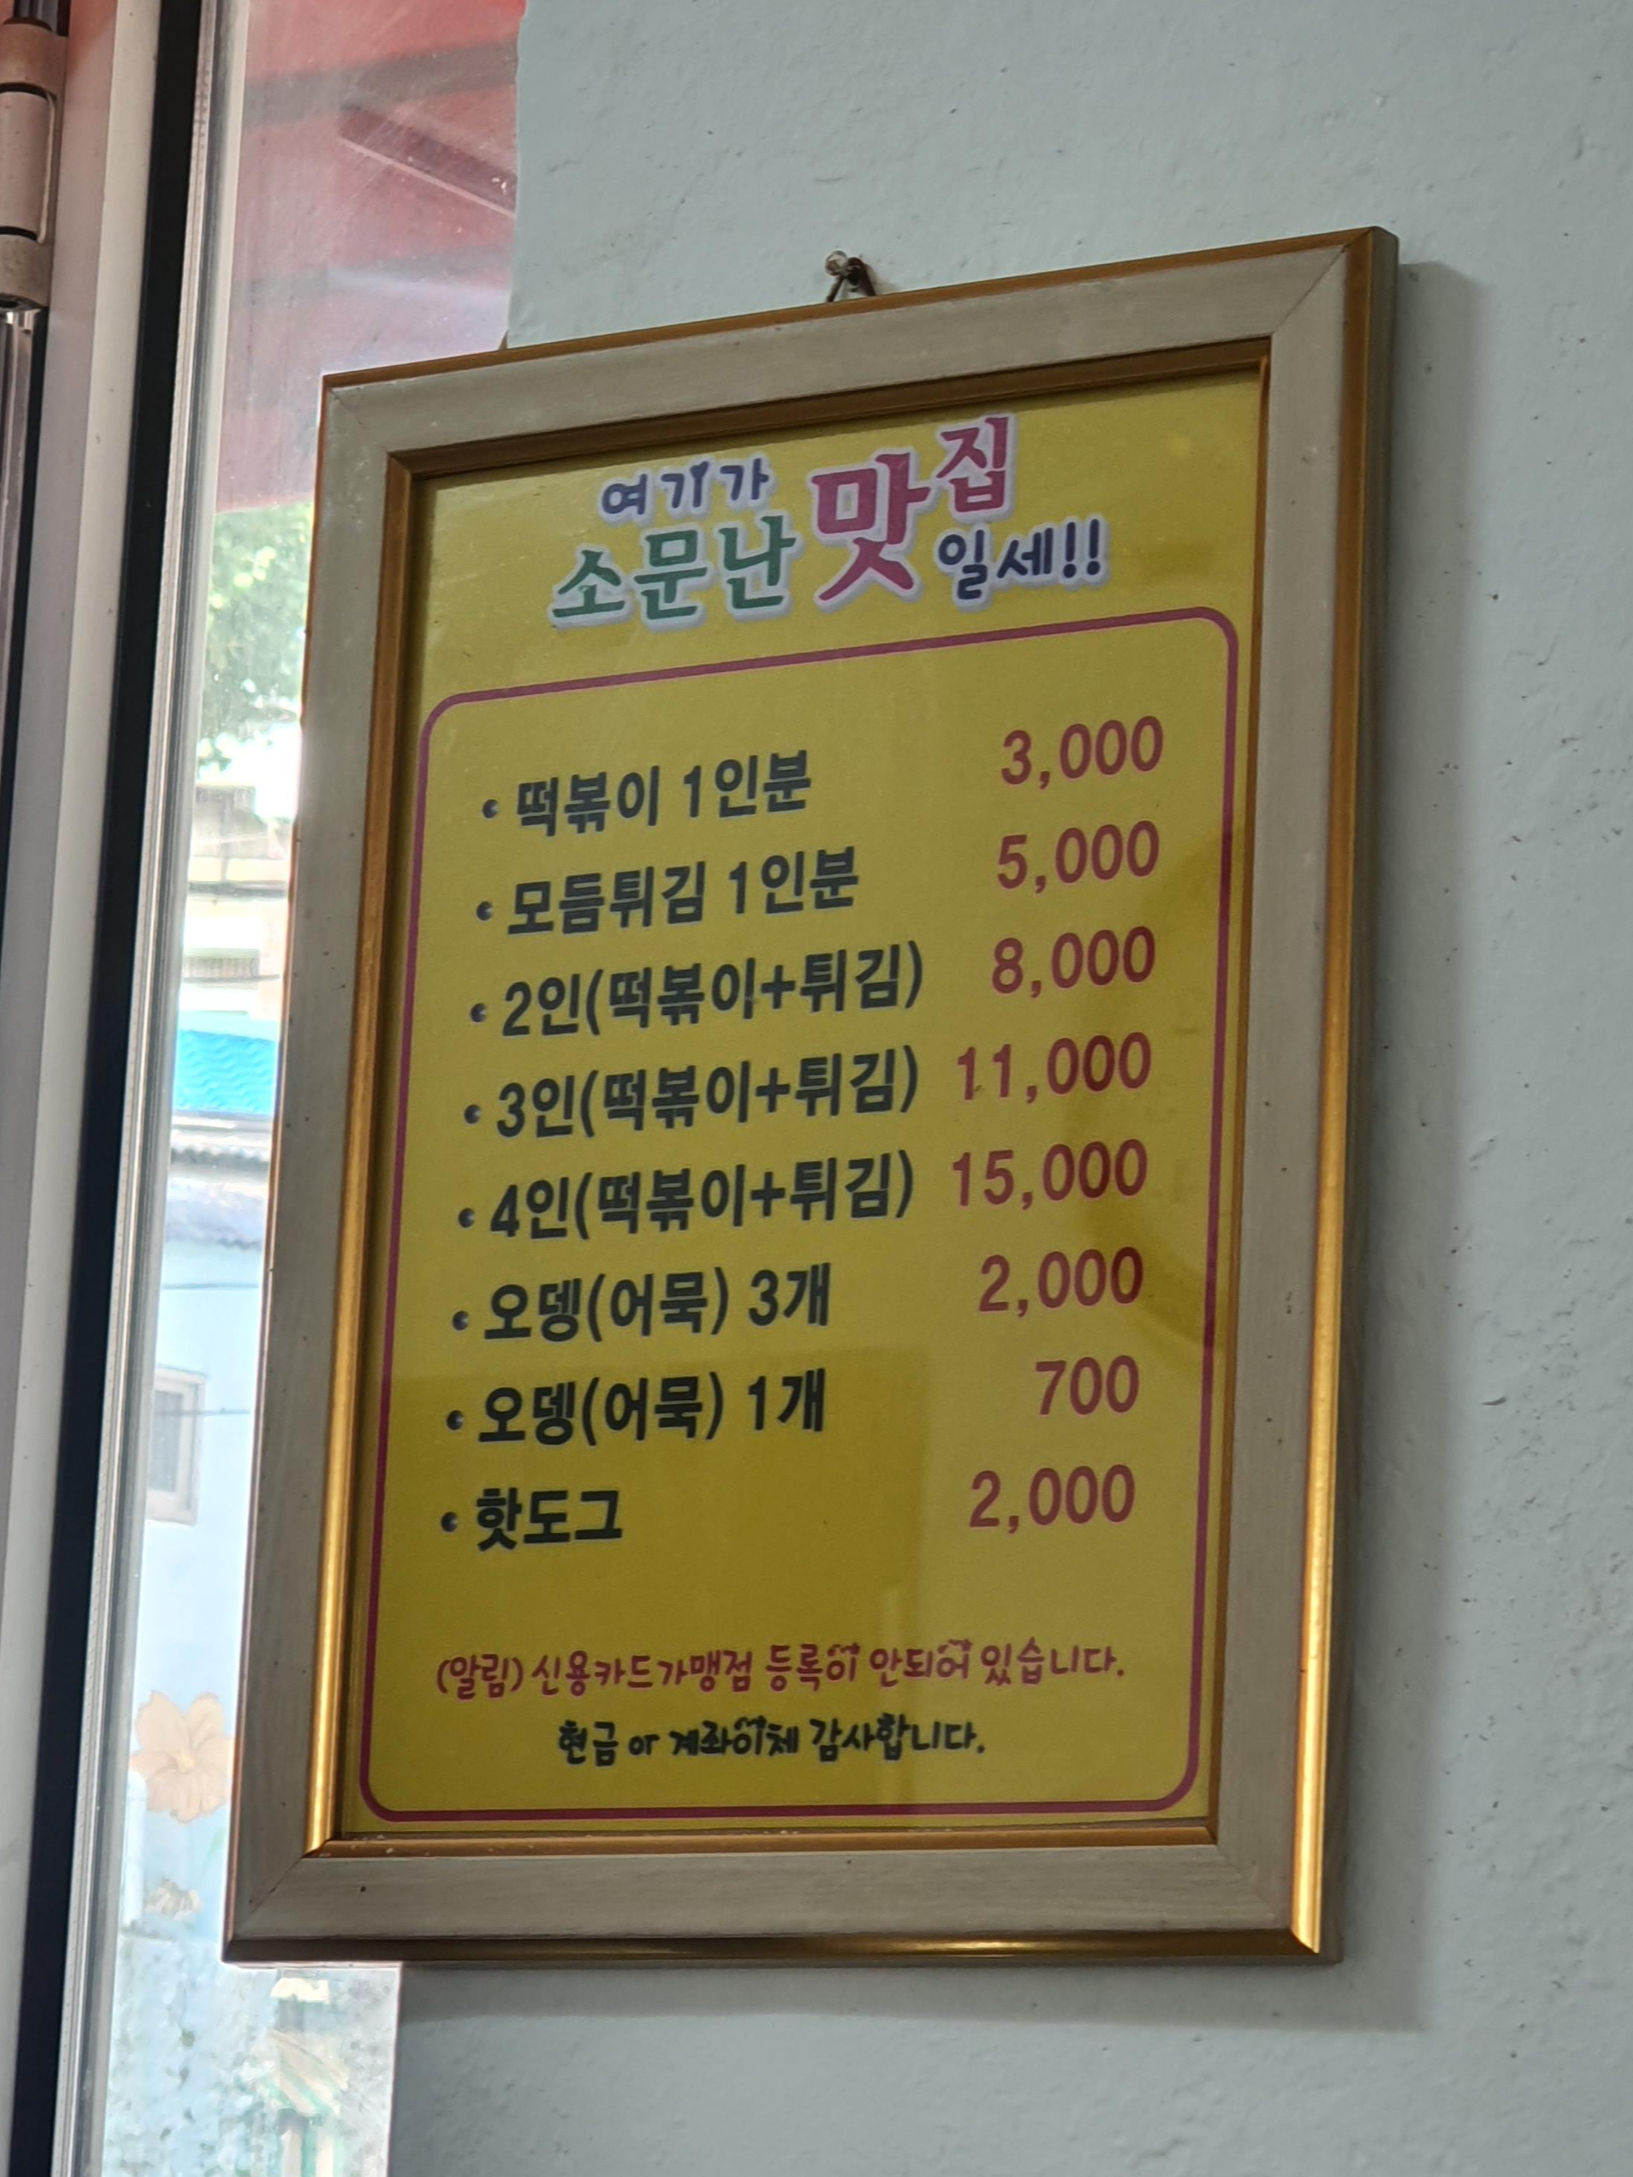 여기가
소문난 맛집 일세!!
• 떡볶이 1인분 3,000
• 모듬튀김 1인분 5,000
• 2인(떡볶이+튀김) 8,000
• 3인(떡볶이+튀김) 11,000
• 4인(떡볶이+튀김) 15,000
• 오뎅(어묵) 3개 2,000
• 오뎅(어묵) 1개 700
• 핫도그 2,000
(알림) 신용카드가맹점 등록이 안되어 있습니다.
현금 or 계좌이체 감사합니다.